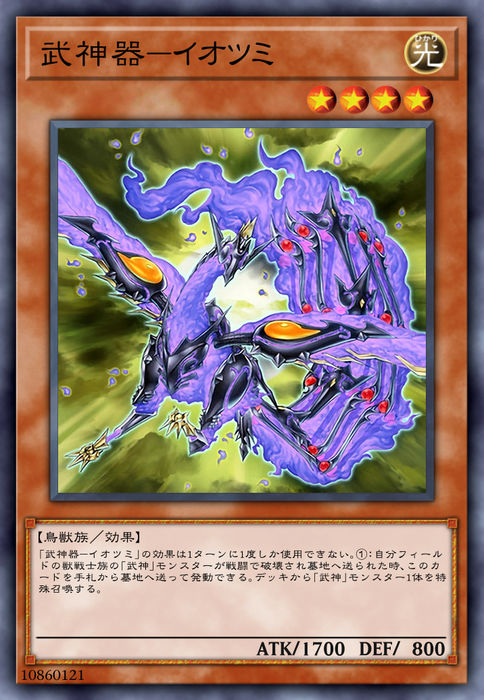 武神器－イオツミ
ひかり
光
【鳥獣族／効果】
「武神器－イオツミ」の効果は1ターンに1度しか使用できない。①：自分フィール
ドの獣戦士族の「武神」モンスターが戦闘で破壊され墓地へ送られた時、このカ
ードを手札から墓地へ送って発動できる。デッキから「武神」モンスター1体を特
殊召喚する。
ATK/1700 DEF/ 800
10860121